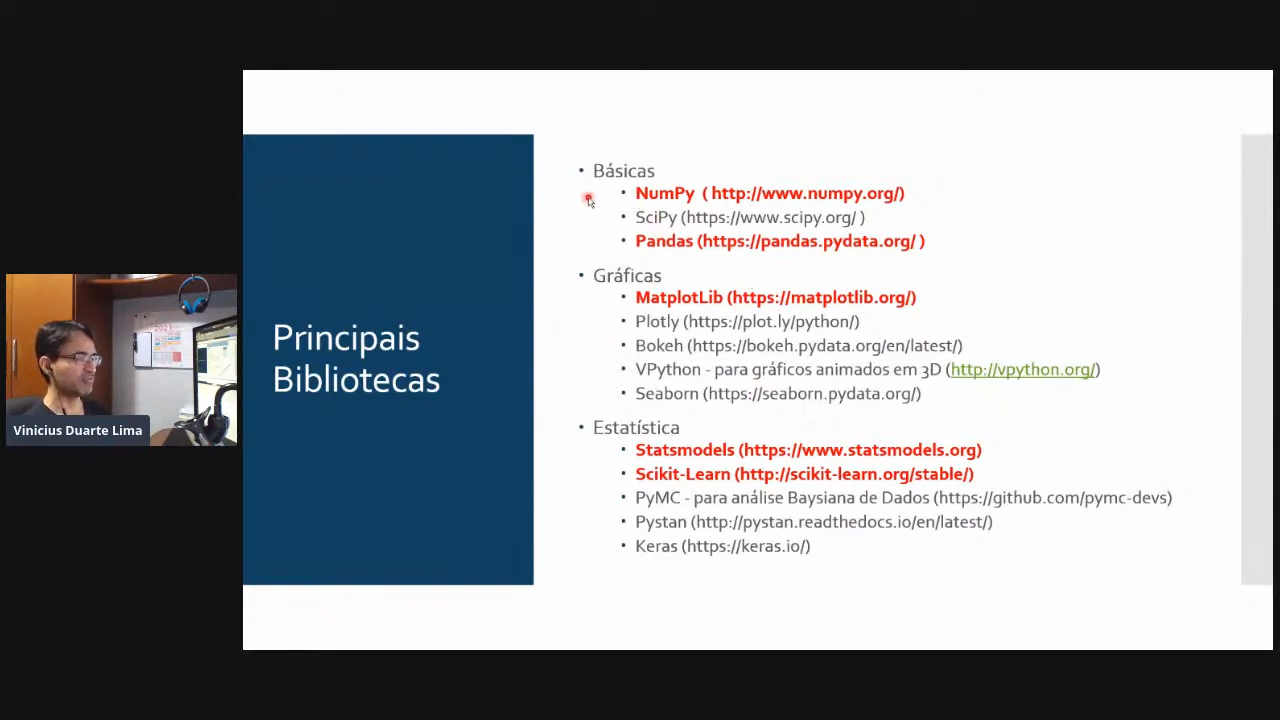 Principais
Bibliotecas
• Básicas
• NumPy ( http://www.numpy.org/)
• SciPy (https://www.scipy.org/ )
• Pandas (https://pandas.pydata.org/ )
• Gráficas
• MatplotLib (https://matplotlib.org/)
• Plotly (https://plot.ly/python/)
• Bokeh (https://bokeh.pydata.org/en/latest/)
• VPython - para gráficos animados em 3D (http://vpython.org/)
• Seaborn (https://seaborn.pydata.org/)
• Estatística
• Statsmodels (https://www.statsmodels.org)
• Scikit-Learn (http://scikit-learn.org/stable/)
• PyMC - para análise Baysiana de Dados (https://github.com/pymc-devs)
• Pystan (http://pystan.readthedocs.io/en/latest/)
• Keras (https://keras.io/)
2021
Vinicius Duarte Lima